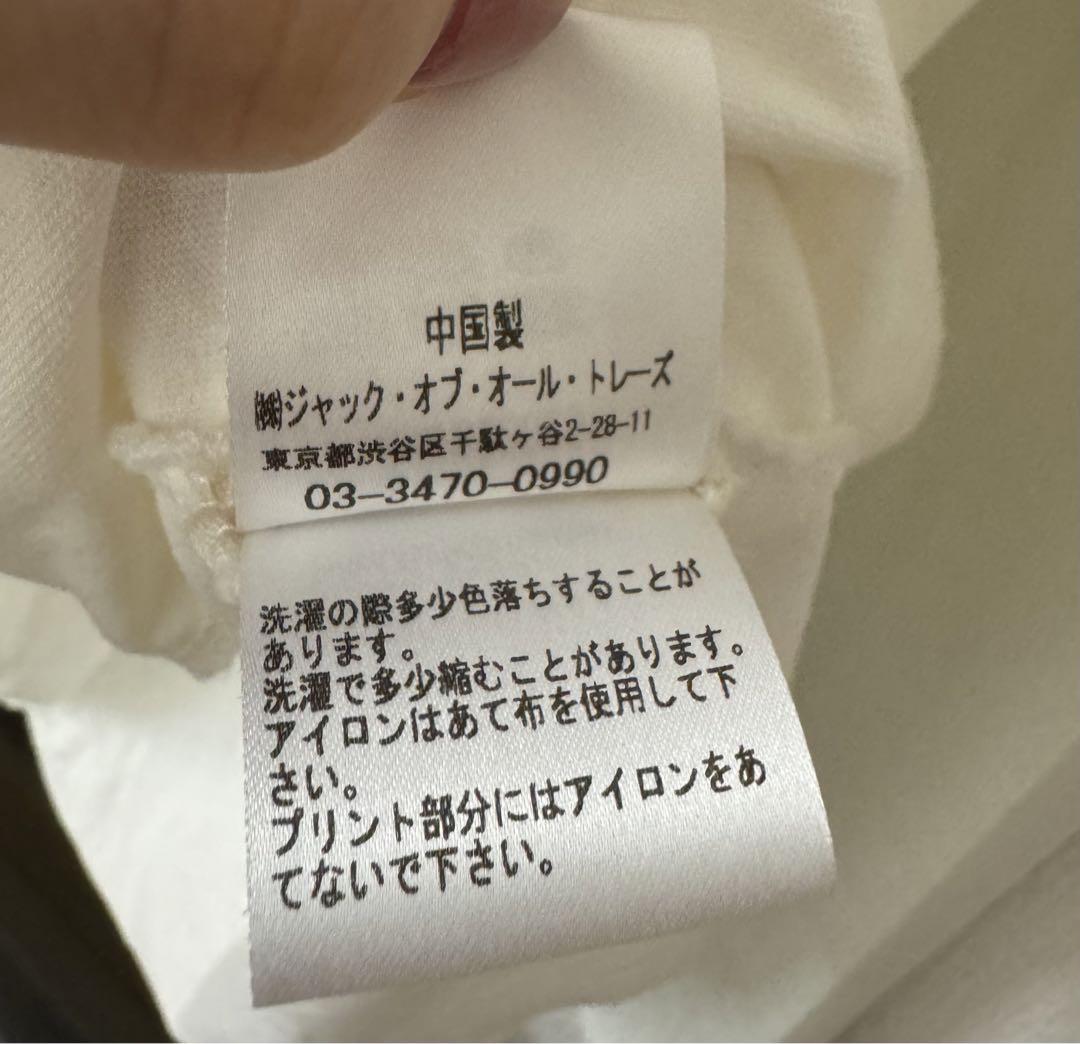 中国製
㈱ジャック・オブ・オール・トレーズ
東京都渋谷区千駄ヶ谷2-28-11
03-3470-0990
洗濯の際多少色落ちすることが
あります。
洗濯で多少縮むことがあります。
アイロンはあて布を使用して下
さい。
プリント部分にはアイロンをあ
てないで下さい。